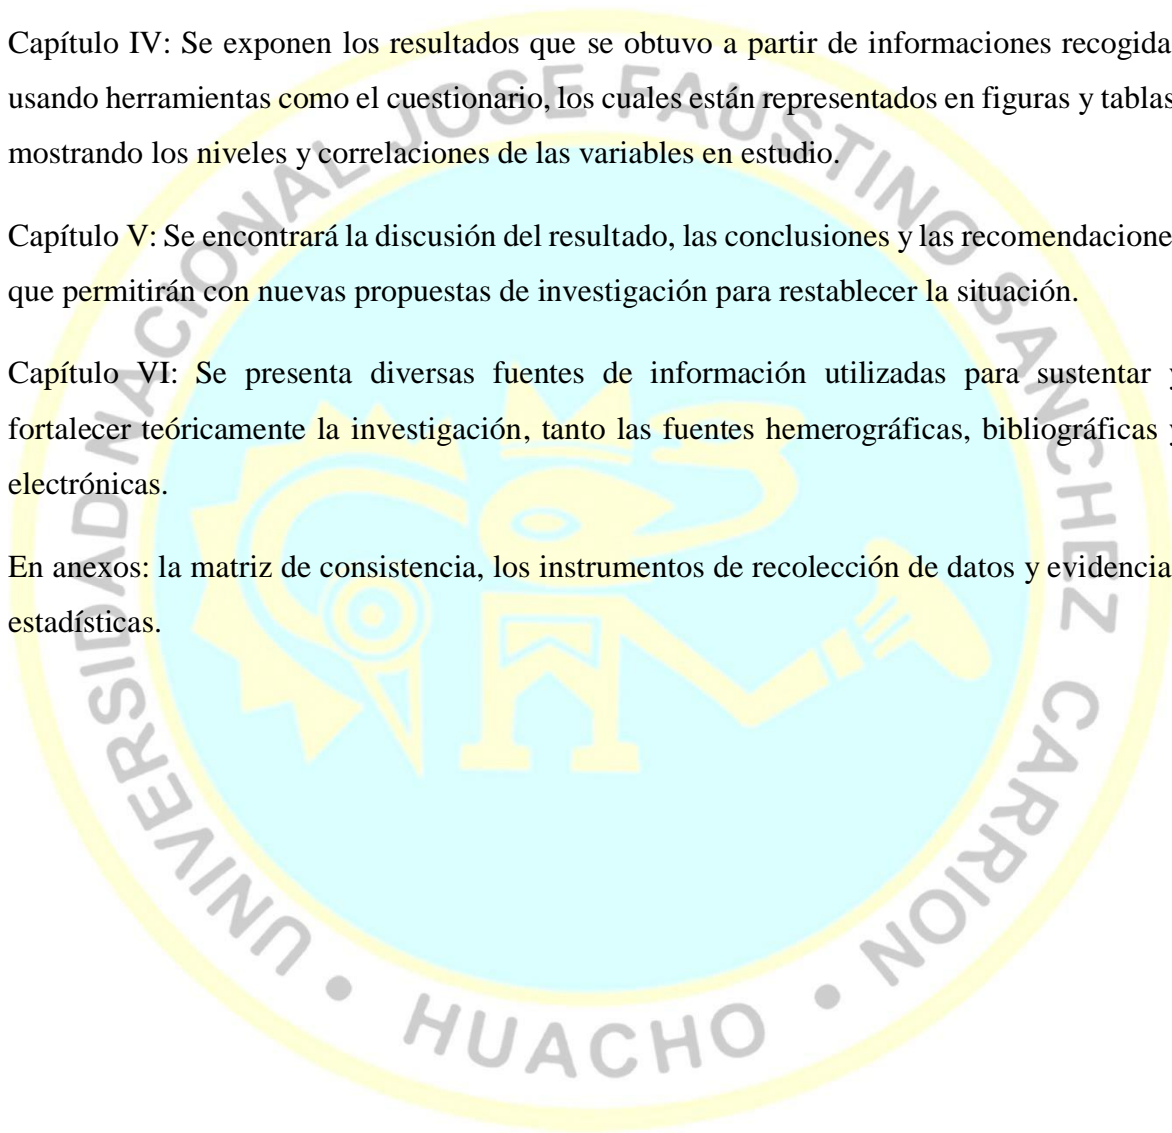 Capítulo IV: Se exponen los resultados que se obtuvo a partir de informaciones recogida
usando herramientas como el cuestionario, los cuales están representados en figuras y tablas
mostrando los niveles y correlaciones de las variables en estudio.
Capítulo V: Se encontrará la discusión del resultado, las conclusiones y las recomendacione
que permitirán con nuevas propuestas de investigación para restablecer la situación.
Capítulo VI: Se presenta diversas fuentes de información utilizadas para sustentar y
fortalecer teóricamente la investigación, tanto las fuentes hemerográficas, bibliográficas y
electrónicas.
En anexos: la matriz de consistencia, los instrumentos de recolección de datos y evidencia
estadísticas.
UNIVERSIDAD NACIONAL JOSE FAUSTINO SANCHEZ CARRION
• HUACHO •